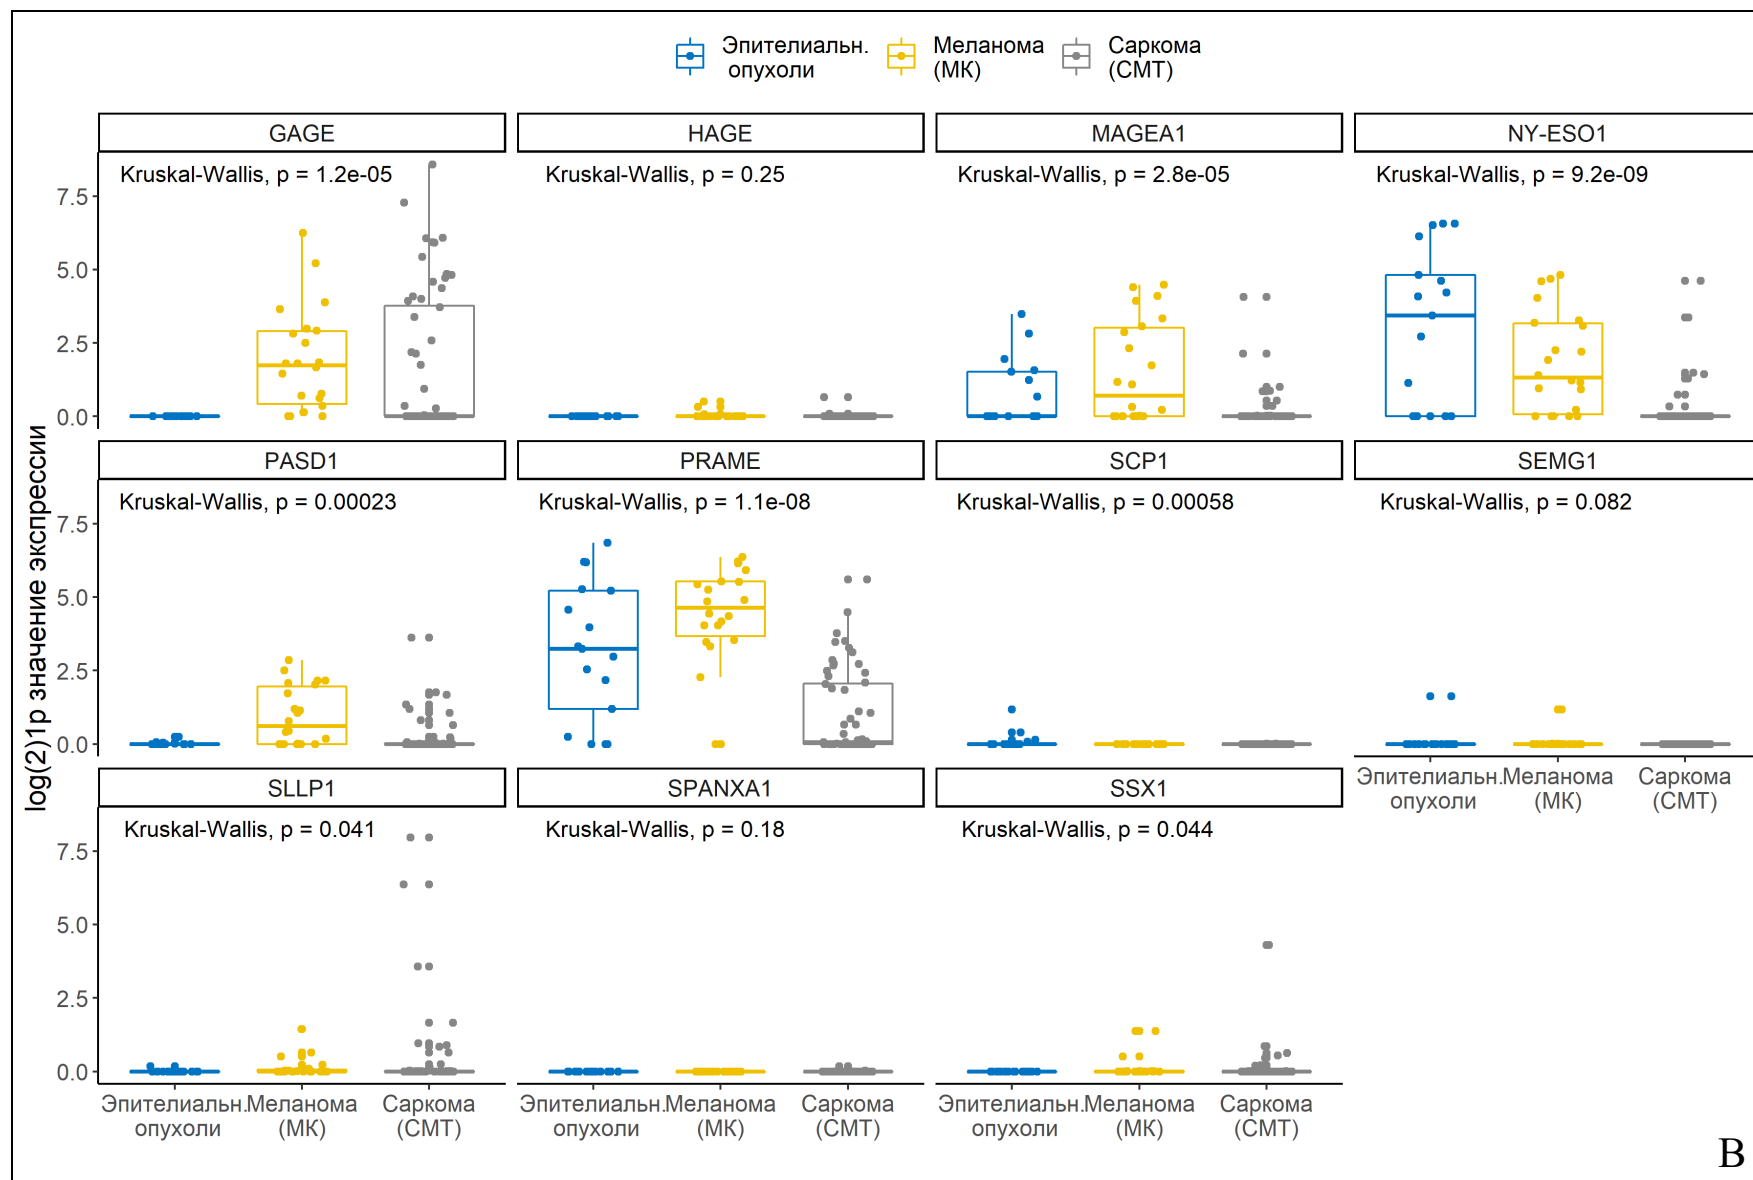 Эпителиальн. Меланома Саркома
опухоли (МК) (СМТ)
GAGE HAGE MAGEA1 NY-ESO1
Kruskal-Wallis, p = 1.2e-05 Kruskal-Wallis, p = 0.25 Kruskal-Wallis, p = 2.8e-05 Kruskal-Wallis, p = 9.2e-09
7.5
5.0
2.5
0.0
log(2)1p значение экспрессии
PASD1 PRAME SCP1 SEMG1
Kruskal-Wallis, p = 0.00023 Kruskal-Wallis, p = 1.1e-08 Kruskal-Wallis, p = 0.00058 Kruskal-Wallis, p = 0.082
7.5
5.0
2.5
0.0
Эпителиальн. Меланома Саркома
опухоли (МК) (СМТ)
SLLP1 SPANXA1 SSX1
Kruskal-Wallis, p = 0.041 Kruskal-Wallis, p = 0.18 Kruskal-Wallis, p = 0.044
7.5
5.0
2.5
0.0
Эпителиальн. Меланома Саркома Эпителиальн. Меланома Саркома Эпителиальн. Меланома Саркома
опухоли (МК) (СМТ) опухоли (МК) (СМТ) опухоли (МК) (СМТ)
В